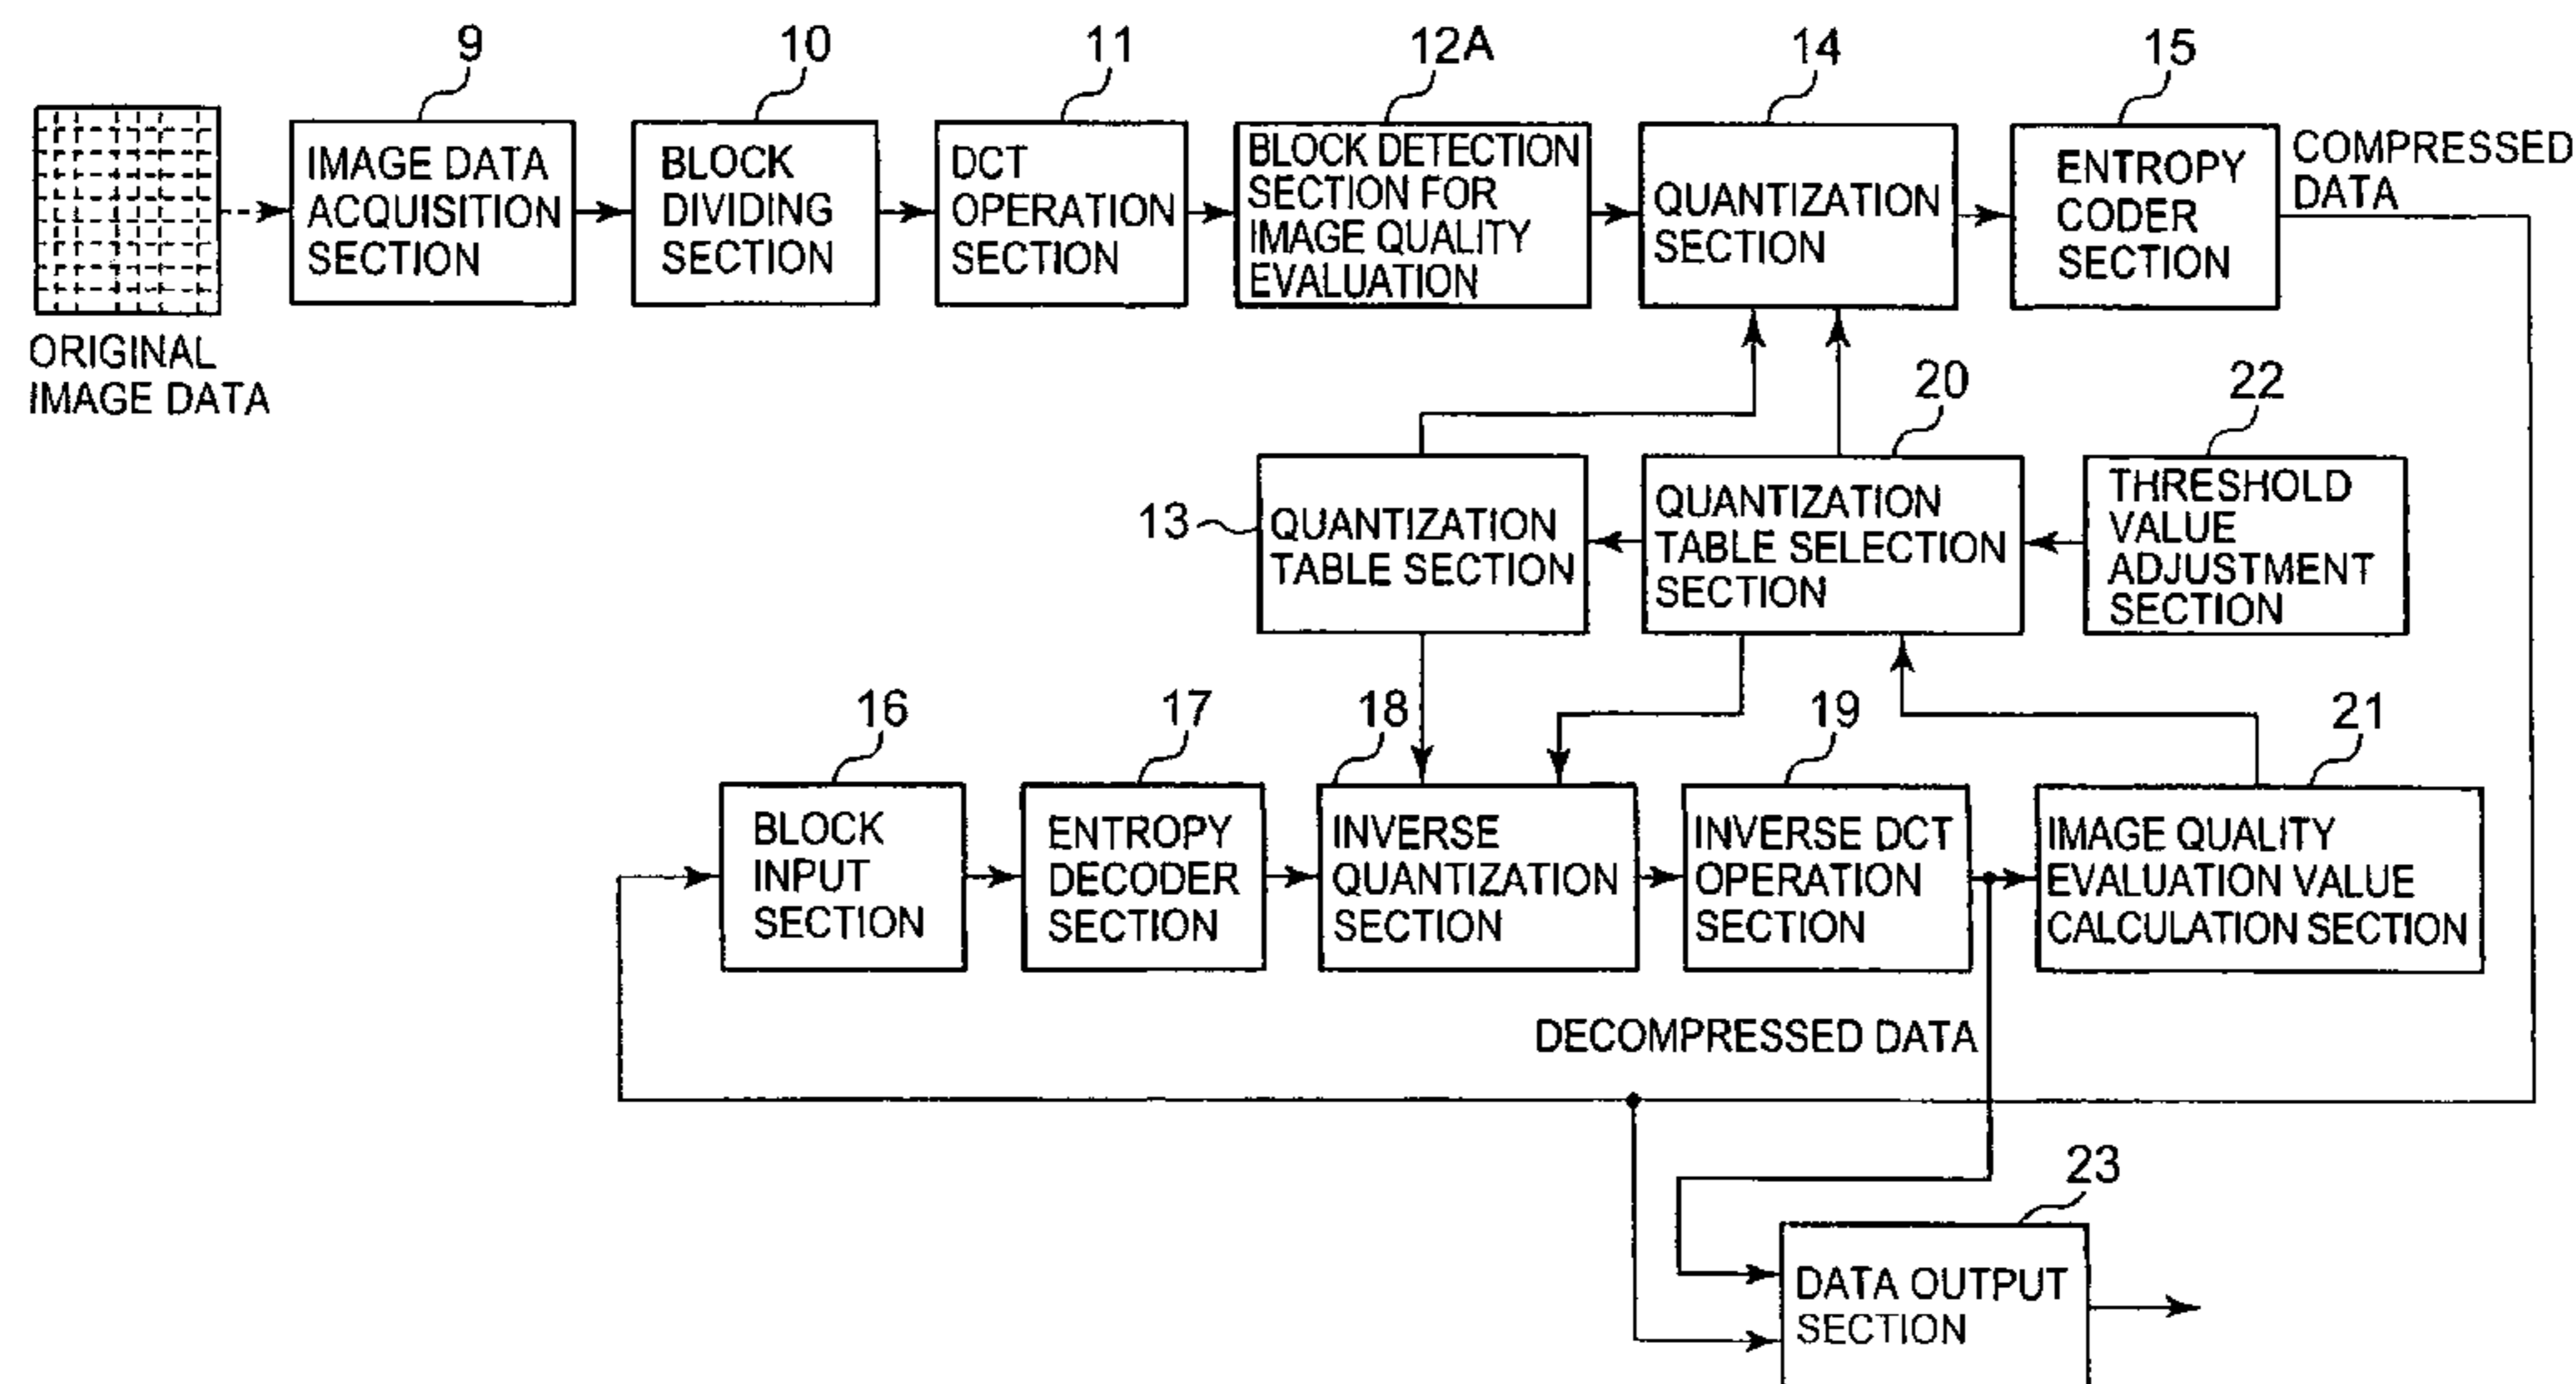 9
10
11
12A
14
15
IMAGE DATA
ACQUISITION
SECTION
BLOCK
DIVIDING
SECTION
DCT
OPERATION
SECTION
BLOCK DETECTION
SECTION FOR
IMAGE QUALITY
EVALUATION
QUANTIZATION
SECTION
ENTROPY
CODER
SECTION
COMPRESSED
DATA
ORIGINAL
IMAGE DATA
20
22
13
QUANTIZATION
TABLE SECTION
QUANTIZATION
TABLE SELECTION
SECTION
THRESHOLD
VALUE
ADJUSTMENT
SECTION
16
17
18
19
21
BLOCK
INPUT
SECTION
ENTROPY
DECODER
SECTION
INVERSE
QUANTIZATION
SECTION
INVERSE DCT
OPERATION
SECTION
IMAGE QUALITY
EVALUATION VALUE
CALCULATION SECTION
DECOMPRESSED DATA
23
DATA OUTPUT
SECTION